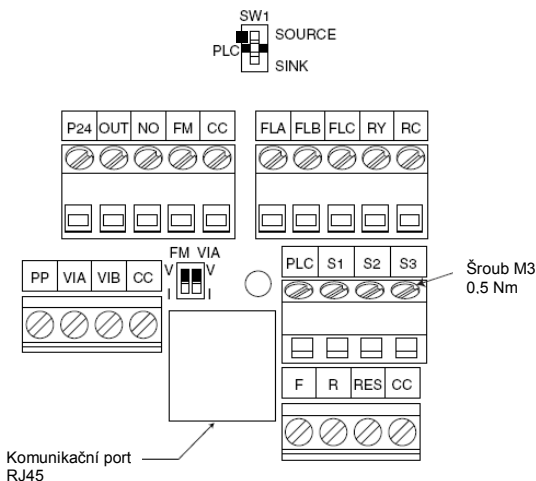 SW1
SOURCE
PLC
SINK
P24 OUT NO FM CC
FLA FLB FLC RY RC
FM VIA
V V
I I
PP VIA VIB CC
PLC S1 S2 S3
Šroub M3
0,5 Nm
F R RES CC
Komunikační port
RJ45